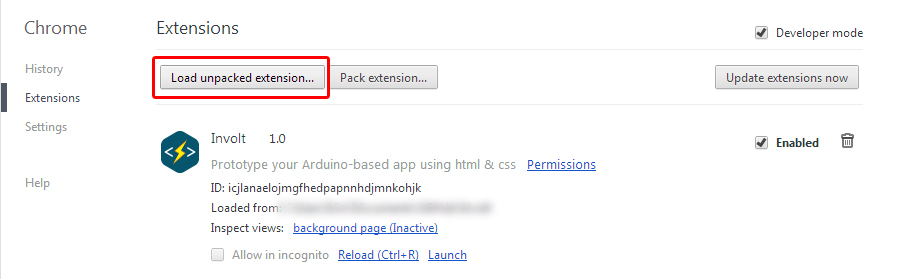 Chrome
Extensions
Developer mode
History
Extensions
Settings
Help
Load unpacked extension...
Pack extension...
Update extensions now
Involt 1.0
Enabled
Prototype your Arduino-based app using html & css Permissions
ID: icjlanaelojmgfhedpapnnhdjmnkohjk
Loaded from:
Inspect views: background page (Inactive)
Allow in incognito Reload (Ctrl+R) Launch